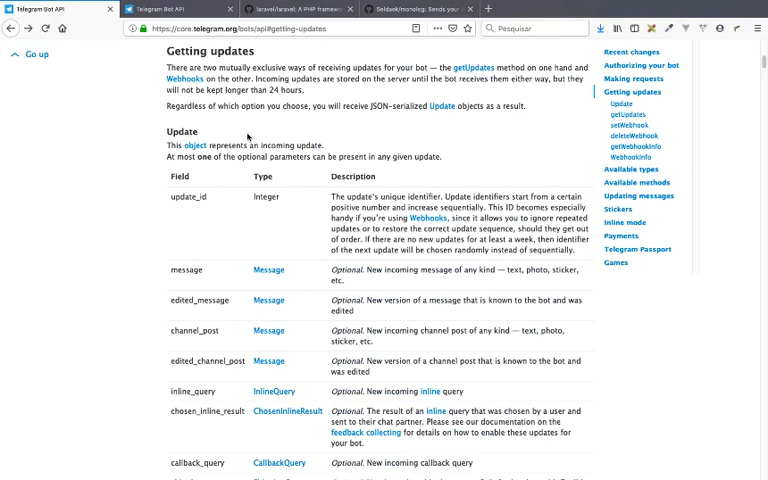 Telegram Bot API
Telegram Bot API
laravel/laravel: A PHP framew
Seldaek/monolog: Sends your
https://core.telegram.org/bots/api#getting-updates
Pesquisar
Go up
Getting updates
There are two mutually exclusive ways of receiving updates for your bot — the getUpdates method on one hand and
Webhooks on the other. Incoming updates are stored on the server until the bot receives them either way, but they
will not be kept longer than 24 hours.
Regardless of which option you choose, you will receive JSON-serialized Update objects as a result.
Update
This object represents an incoming update.
At most one of the optional parameters can be present in any given update.
Field Type Description
update_id Integer The update's unique identifier. Update identifiers start from a certain
positive number and increase sequentially. This ID becomes especially
handy if you're using Webhooks, since it allows you to ignore repeated
updates or to restore the correct update sequence, should they get out
of order. If there are no new updates for at least a week, then identifier
of the next update will be chosen randomly instead of sequentially.
message Message Optional. New incoming message of any kind — text, photo, sticker,
etc.
edited_message Message Optional. New version of a message that is known to the bot and was
edited
channel_post Message Optional. New incoming channel post of any kind — text, photo,
sticker, etc.
edited_channel_post Message Optional. New version of a channel post that is known to the bot and
was edited
inline_query InlineQuery Optional. New incoming inline query
chosen_inline_result ChosenInlineResult Optional. The result of an inline query that was chosen by a user and
sent to their chat partner. Please see our documentation on the
feedback collecting for details on how to enable these updates for
your bot.
callback_query CallbackQuery Optional. New incoming callback query
Recent changes
Authorizing your bot
Making requests
Getting updates
Update
getUpdates
setWebhook
deleteWebhook
getWebhookInfo
WebhookInfo
Available types
Available methods
Updating messages
Stickers
Inline mode
Payments
Telegram Passport
Games